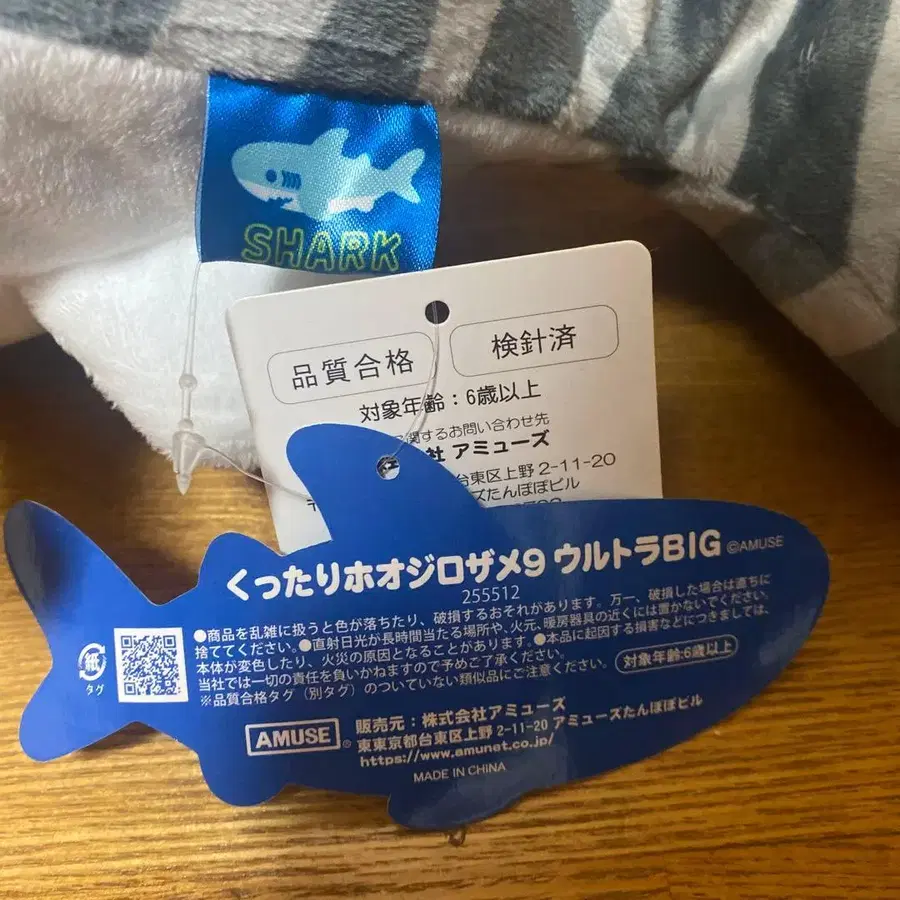 SHARK
品質合格
検針済
対象年齢:6歳以上
関するお問い合わせ先
社 アミューズ
台東区上野 2-11-20
ズたんぽぽビル
くったりホオジロザメ9 ウルトラBIG ©AMUSE
255512
●商品を乱雑に扱うと色が落ちたり、破損するおそれがあります。万一、破損した場合は直ちに
捨ててください。●直射日光が長時間当たる場所や、火元、暖房器具の近くには置かないでください。
本体が変色したり、火災の原因となることがあります。●本品に起因する損害などにつきましては、
当社では一切の責任を負いかねますので予めご了承ください。
※品質合格タグ(別タグ)のついていない類似品にご注意ください。
対象年齢:6歳以上
紙
タグ
AMUSE®
販売元:株式会社アミューズ
東東京都台東区上野 2-11-20 アミューズたんぽぽビル
https://www.amunet.co.jp/
MADE IN CHINA